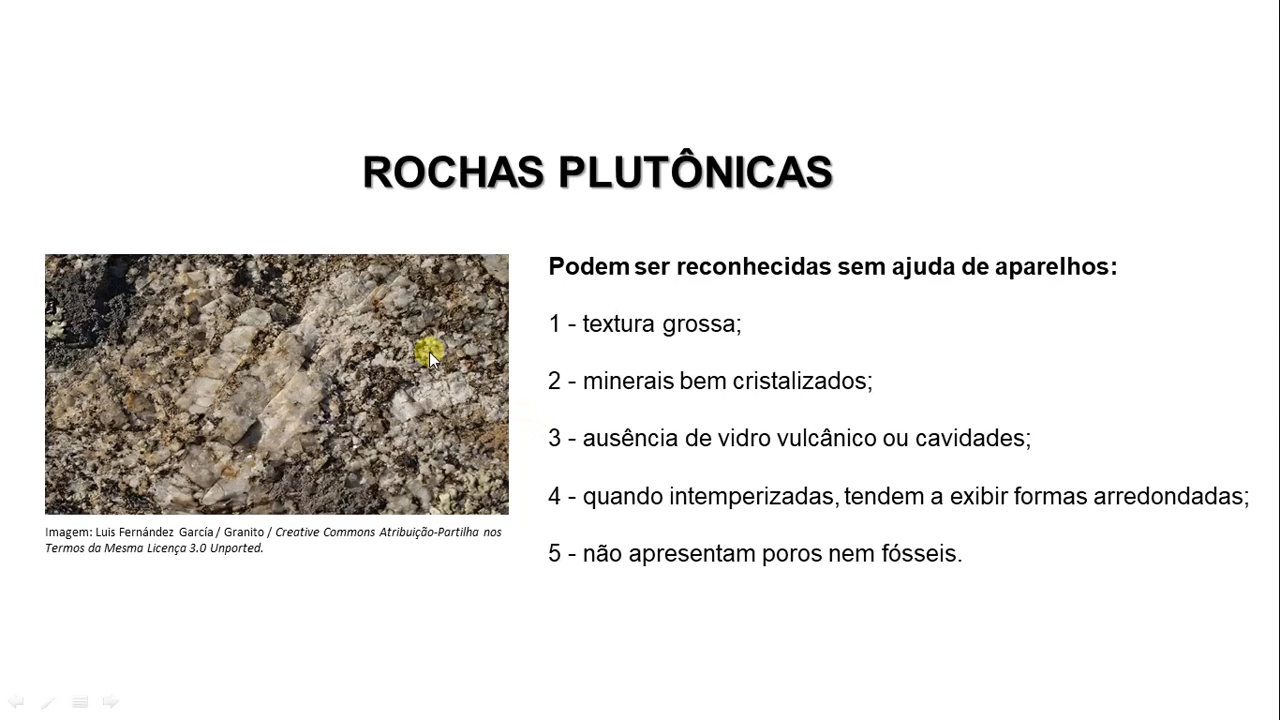 ROCHAS PLUTÔNICAS
Podem ser reconhecidas sem ajuda de aparelhos:
1 - textura grossa;
2 - minerais bem cristalizados;
3 - ausência de vidro vulcânico ou cavidades;
4 - quando intemperizadas, tendem a exibir formas arredondadas;
5 - não apresentam poros nem fósseis.
Imagem: Luis Fernández García / Granito / Creative Commons Atribuição-Partilha nos
Termos da Mesma Licença 3.0 Unported.